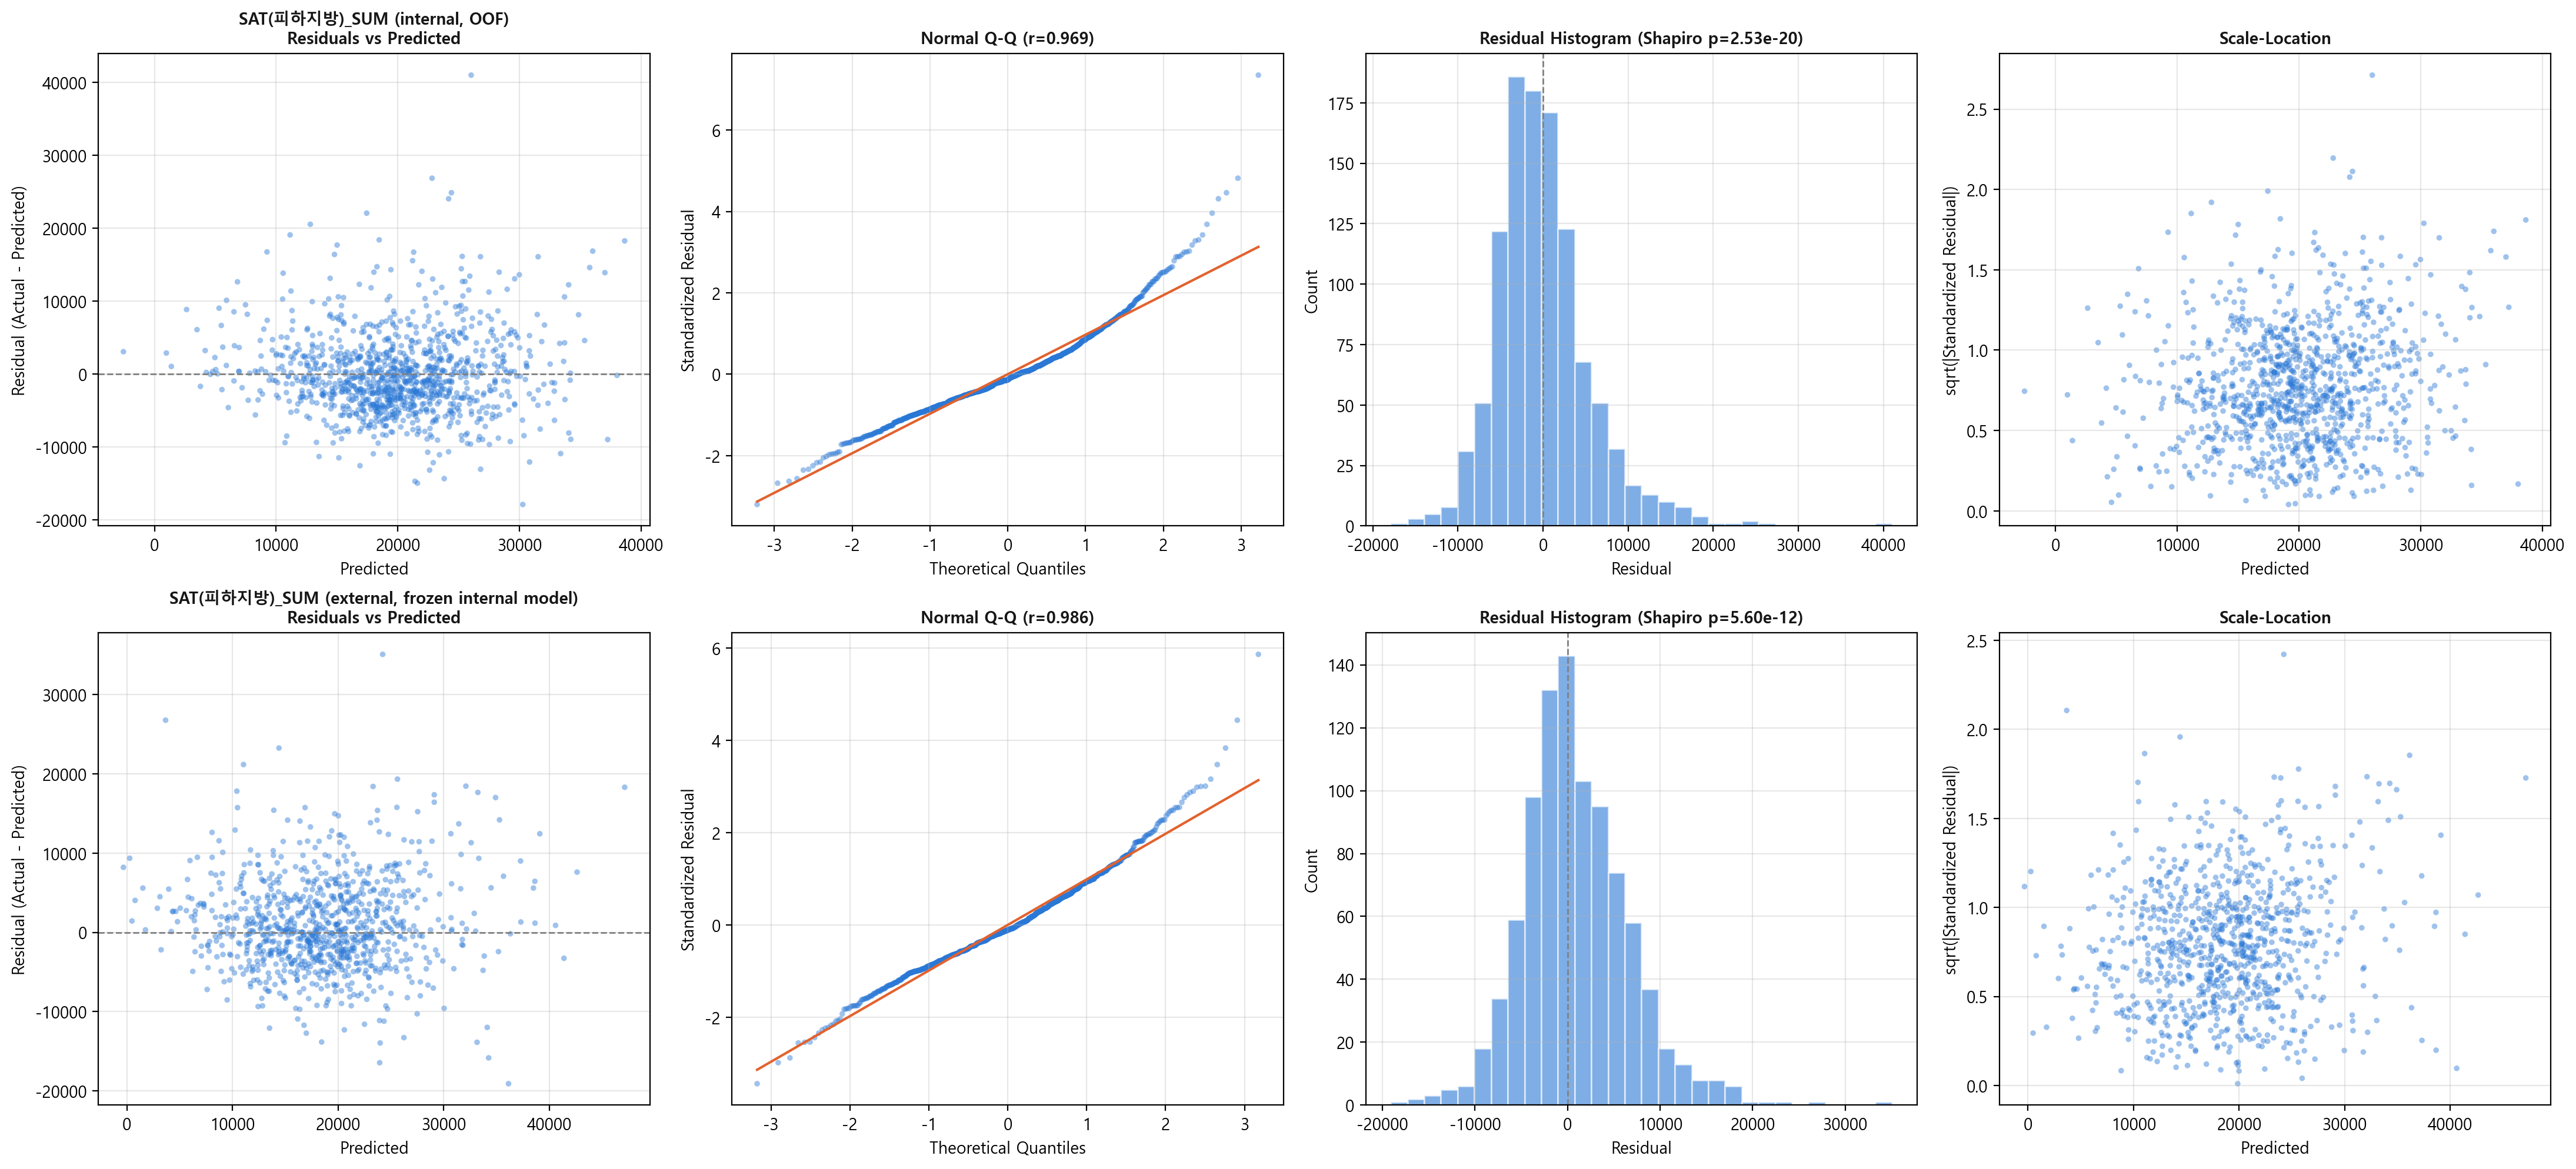 SAT(피하지방)_SUM (internal, OOF)
Residuals vs Predicted
Residual (Actual - Predicted)
40000
30000
20000
10000
0
-10000
-20000
0 10000 20000 30000 40000
Predicted
Normal Q-Q (r=0.969)
Standardized Residual
6
4
2
0
-2
-3 -2 -1 0 1 2 3
Theoretical Quantiles
Residual Histogram (Shapiro p=2.53e-20)
Count
175
150
125
100
75
50
25
0
-20000 -10000 0 10000 20000 30000 40000
Residual
Scale-Location
sqrt(|Standardized Residual|)
2.5
2.0
1.5
1.0
0.5
0.0
0 10000 20000 30000 40000
Predicted
SAT(피하지방)_SUM (external, frozen internal model)
Residuals vs Predicted
Residual (Actual - Predicted)
30000
20000
10000
0
-10000
-20000
0 10000 20000 30000 40000
Predicted
Normal Q-Q (r=0.986)
Standardized Residual
6
4
2
0
-2
-3 -2 -1 0 1 2 3
Theoretical Quantiles
Residual Histogram (Shapiro p=5.60e-12)
Count
140
120
100
80
60
40
20
0
-20000 -10000 0 10000 20000 30000
Residual
Scale-Location
sqrt(|Standardized Residual|)
2.5
2.0
1.5
1.0
0.5
0.0
0 10000 20000 30000 40000
Predicted